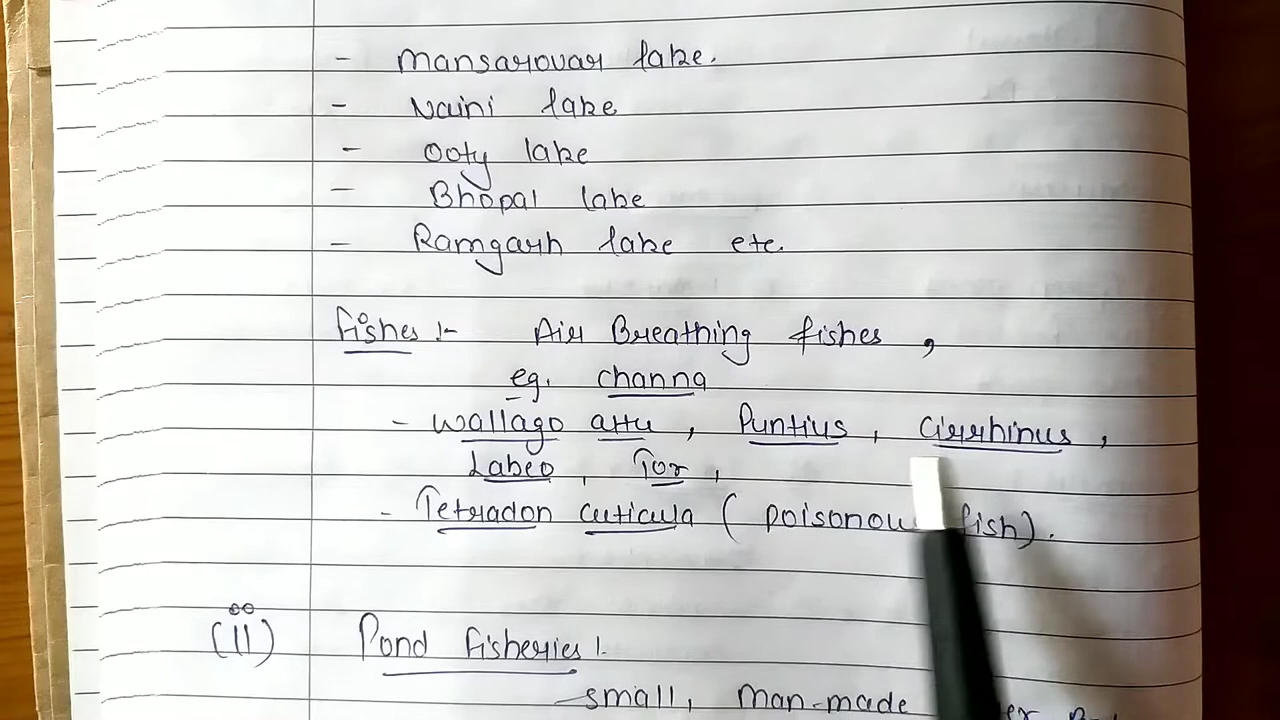 - Mansarovar lake.
- Naini lake
- Ooty lake
- Bhopal lake
- Ramgarh lake etc.
Fishes :- Air Breathing fishes ,
eg. channa
- Wallago attu , Puntius , Cirrhinus ,
Labeo , Tor ,
- Tetradon cuticula ( poisonou fish).
(ii) Pond fisheries :
small, man-made